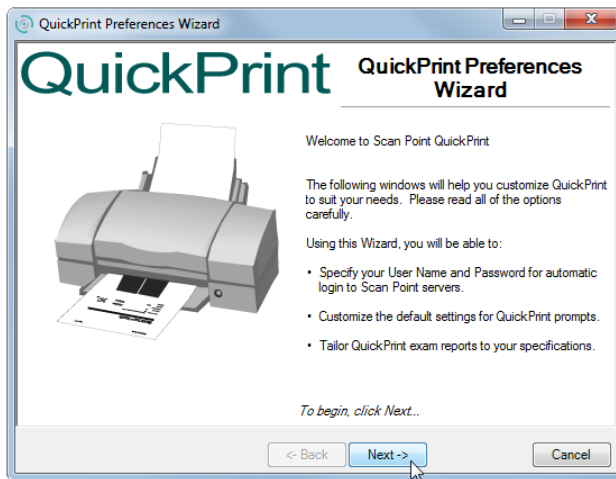 QuickPrint Preferences Wizard
QuickPrint
QuickPrint Preferences
Wizard
Welcome to Scan Point QuickPrint
The following windows will help you customize QuickPrint
to suit your needs. Please read all of the options
carefully.
Using this Wizard, you will be able to:
• Specify your User Name and Password for automatic
login to Scan Point servers.
• Customize the default settings for QuickPrint prompts.
• Tailor QuickPrint exam reports to your specifications.
To begin, click Next...
<- Back
Next ->
Cancel